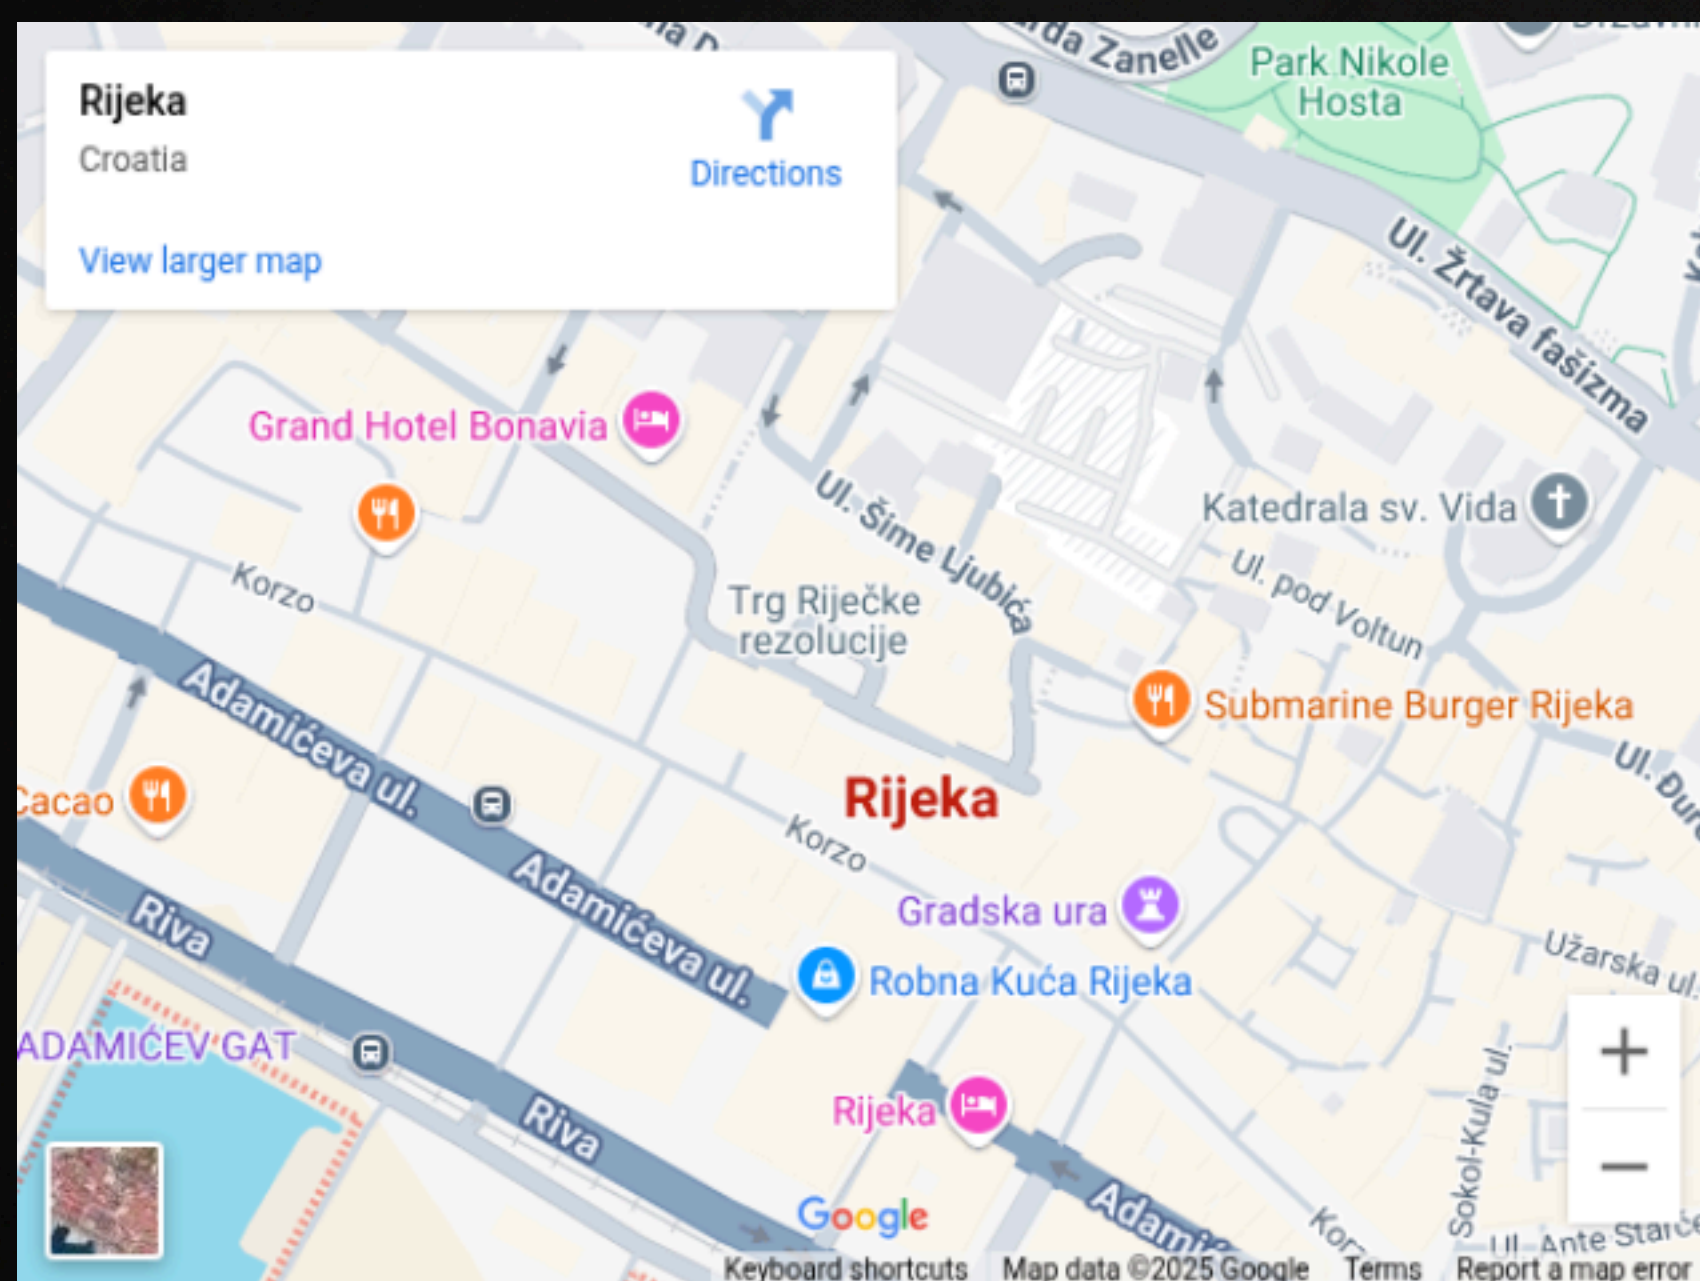 Rijeka
Croatia
Directions
View larger map
Zanelle
Park Nikole
Hosta
Ul. Žrtava fašizma
Grand Hotel Bonavia
Ul. Šime Ljubića
Katedrala sv. Vida
Korzo
Trg Riječke
rezolucije
Ul. pod Voltun
Adamićeva ul.
Submarine Burger Rijeka
Ul.
Cacao
Rijeka
Korzo
Adamićeva ul.
Riva
Gradska ura
Robna Kuća Rijeka
Užarska ul.
ADAMIĆEV GAT
Rijeka
Riva
Sokol-Kula ul.
Google
Ul. Ante
Keyboard shortcuts
Map data ©2025 Google
Terms
Report a map error